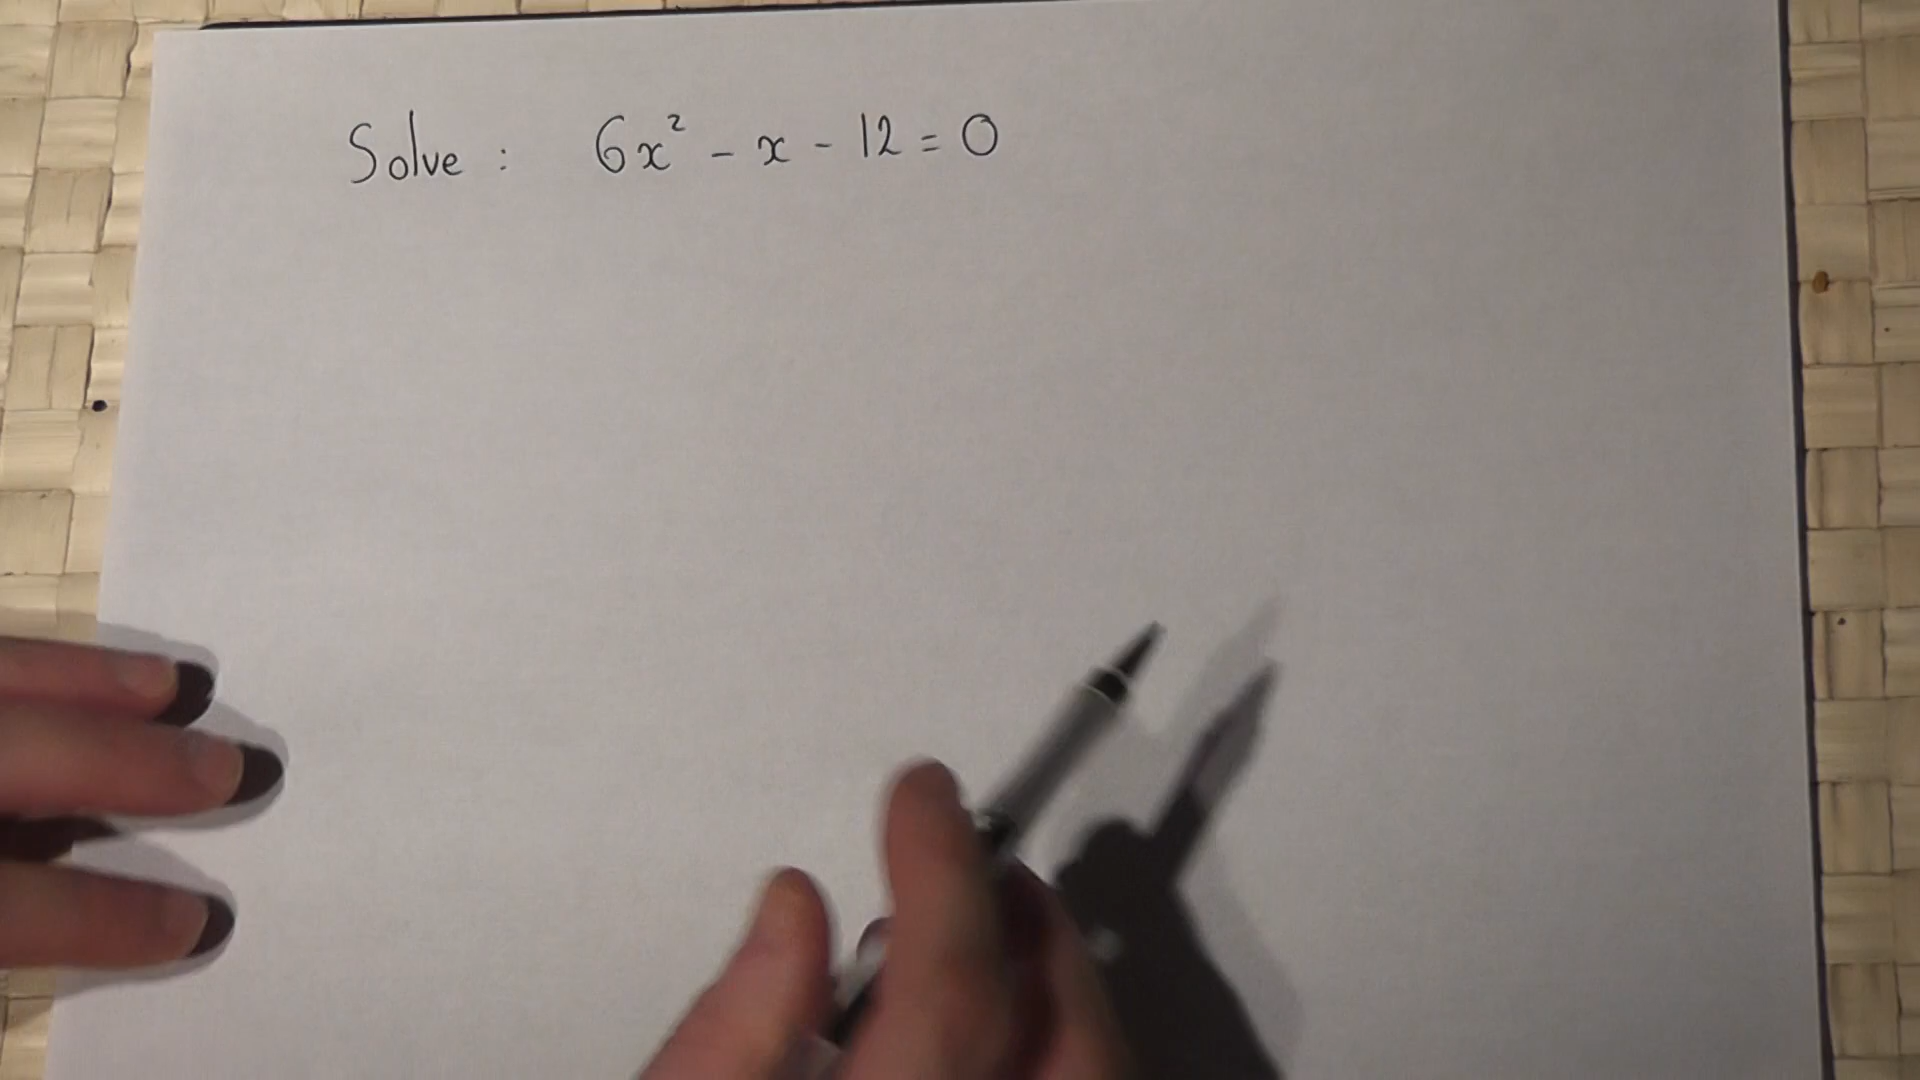 Solve : 6x² - x - 12 = 0